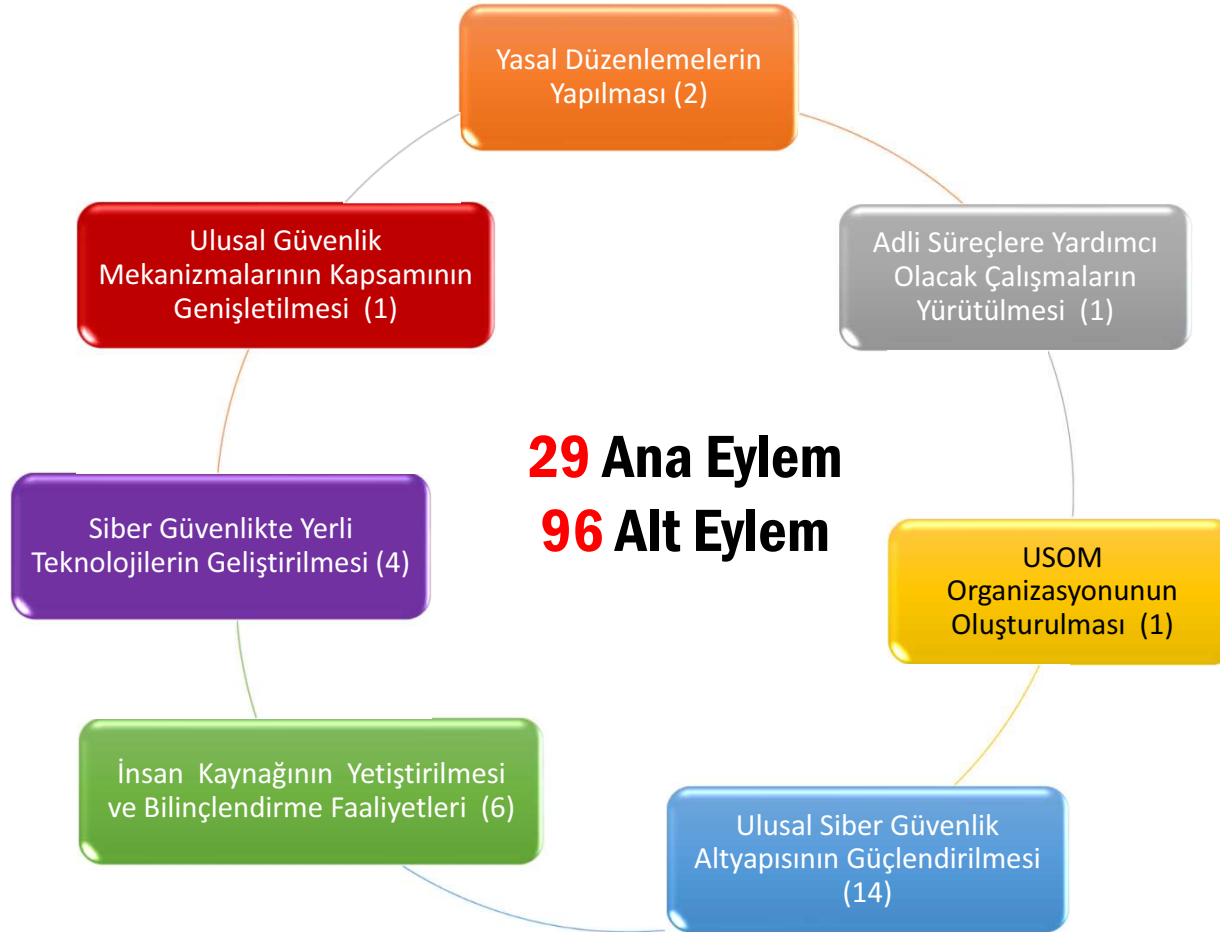 Yasal Düzenlemelerin
Yapılması (2)
Adli Süreçlere Yardımcı
Olacak Çalışmaların
Yürütülmesi (1)
USOM
Organizasyonunun
Oluşturulması (1)
Ulusal Siber Güvenlik
Altyapısının Güçlendirilmesi
(14)
İnsan Kaynağının Yetiştirilmesi
ve Bilinçlendirme Faaliyetleri (6)
Siber Güvenlikte Yerli
Teknolojilerin Geliştirilmesi (4)
Ulusal Güvenlik
Mekanizmalarının Kapsamının
Genişletilmesi (1)
29 Ana Eylem
96 Alt Eylem